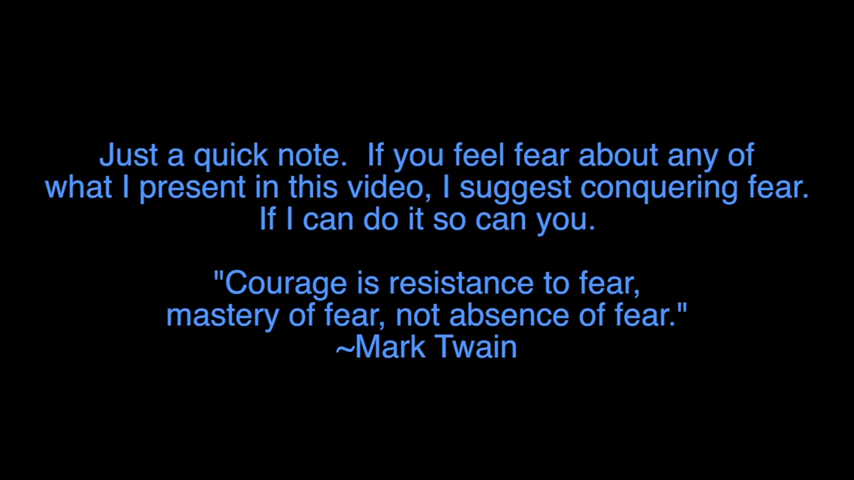 Just a quick note.  If you feel fear about any of
what I present in this video, I suggest conquering fear.
If I can do it so can you.
"Courage is resistance to fear,
mastery of fear, not absence of fear."
~Mark Twain